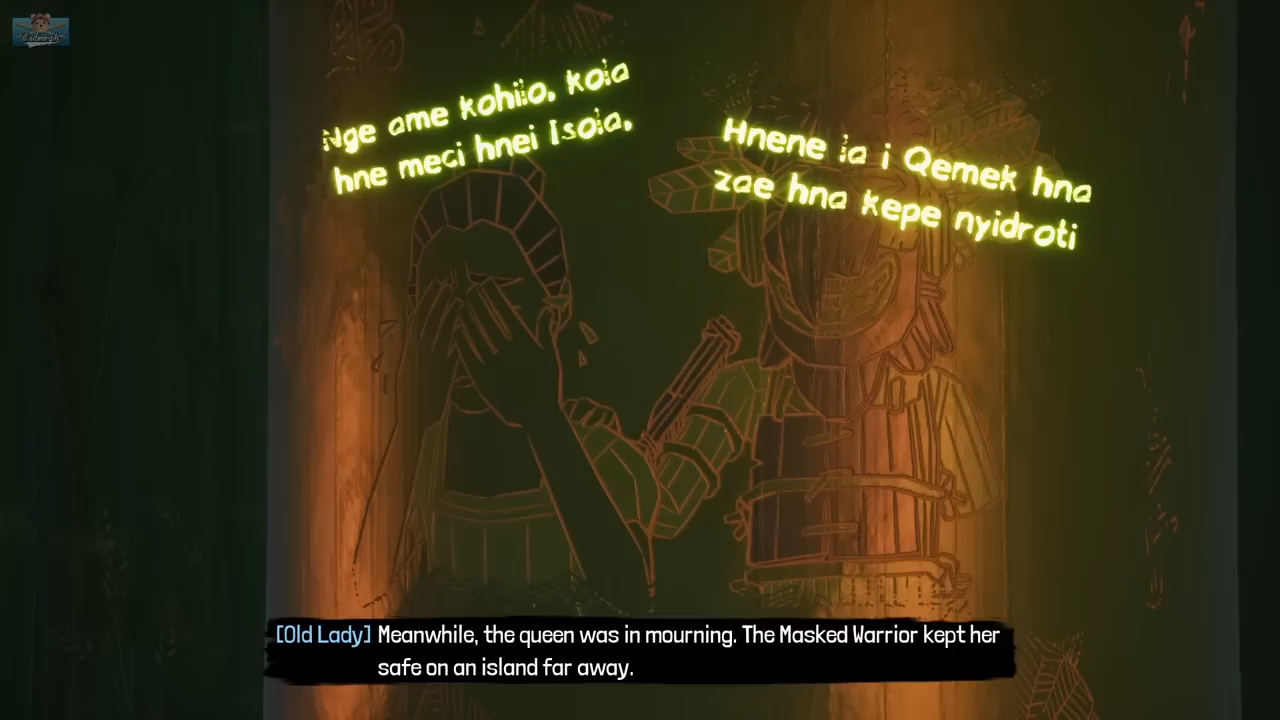 Nge ame kohiio, koia
hne meci hnei Isoia,
Hnene ia i Qemek hna
zae hna kepe nyidroti
[Old Lady] Meanwhile, the queen was in mourning. The Masked Warrior kept her
safe on an island far away.